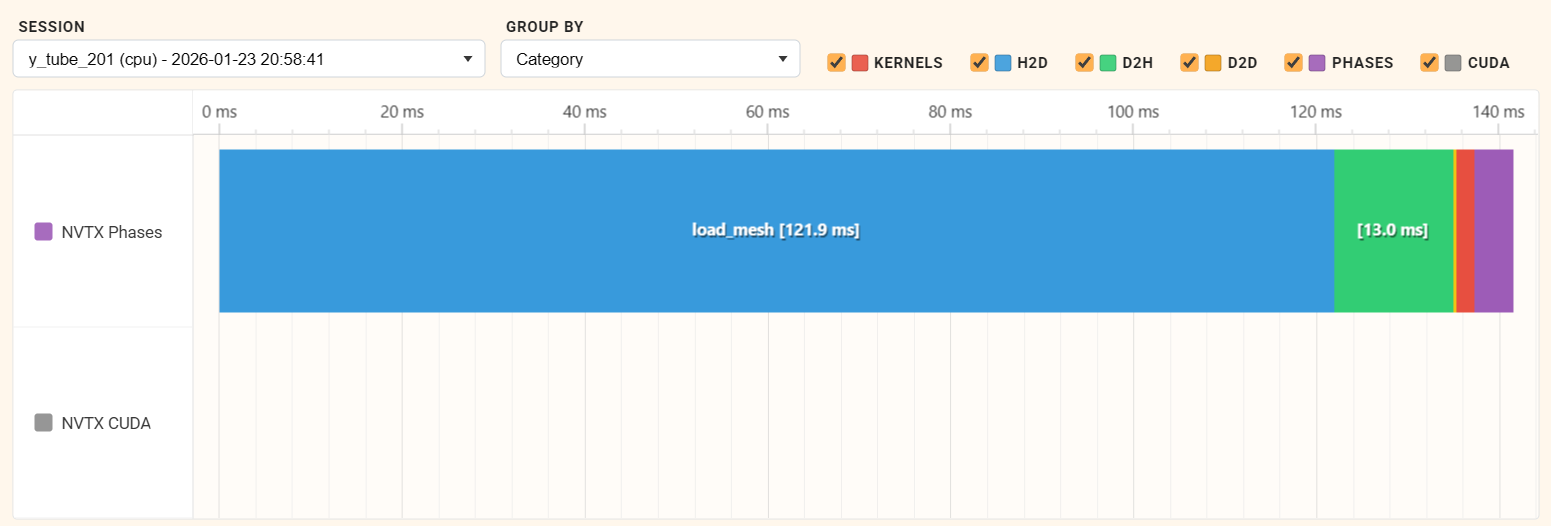 SESSION GROUP BY
y_tube_201 (cpu) - 2026-01-23 20:58:41 Category KERNELS H2D D2H D2D PHASES CUDA
0 ms 20 ms 40 ms 60 ms 80 ms 100 ms 120 ms 140 ms
NVTX Phases load_mesh [121.9 ms] [13.0 ms]
NVTX CUDA